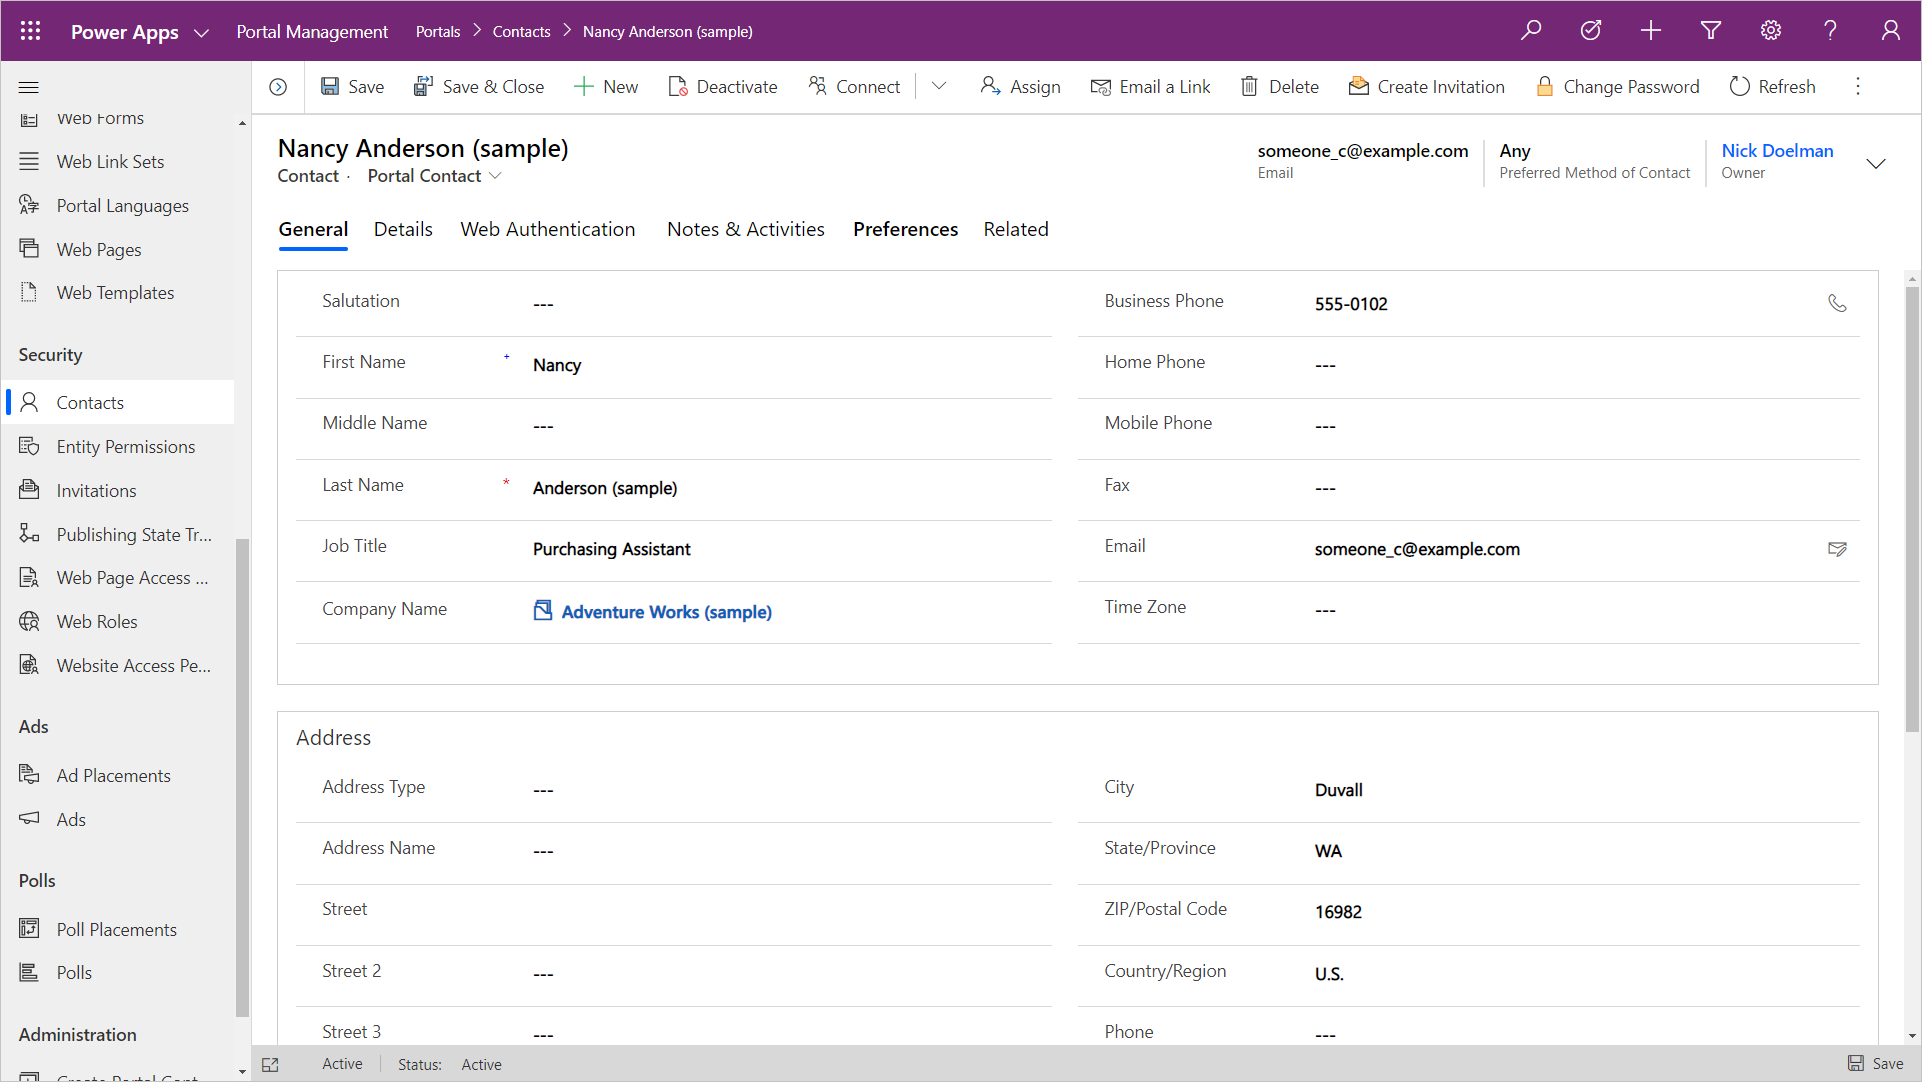 Power Apps Portal Management Portals Contacts Nancy Anderson (sample)
Save Save & Close New Deactivate Connect Assign Email a Link Delete Create Invitation Change Password Refresh
Web Forms
Web Link Sets
Portal Languages
Web Pages
Web Templates
Security
Contacts
Entity Permissions
Invitations
Publishing State Tr...
Web Page Access ...
Web Roles
Website Access Pe...
Ads
Ad Placements
Ads
Polls
Poll Placements
Polls
Administration
Nancy Anderson (sample)
Contact · Portal Contact
someone_c@example.com
Email
Any
Preferred Method of Contact
Nick Doelman
Owner
General Details Web Authentication Notes & Activities Preferences Related
Salutation ---
First Name + Nancy
Middle Name ---
Last Name * Anderson (sample)
Job Title Purchasing Assistant
Company Name Adventure Works (sample)
Business Phone 555-0102
Home Phone ---
Mobile Phone ---
Fax ---
Email someone_c@example.com
Time Zone ---
Address
Address Type ---
Address Name ---
Street
Street 2 ---
Street 3 ---
City Duvall
State/Province WA
ZIP/Postal Code 16982
Country/Region U.S.
Phone ---
Active Status: Active Save